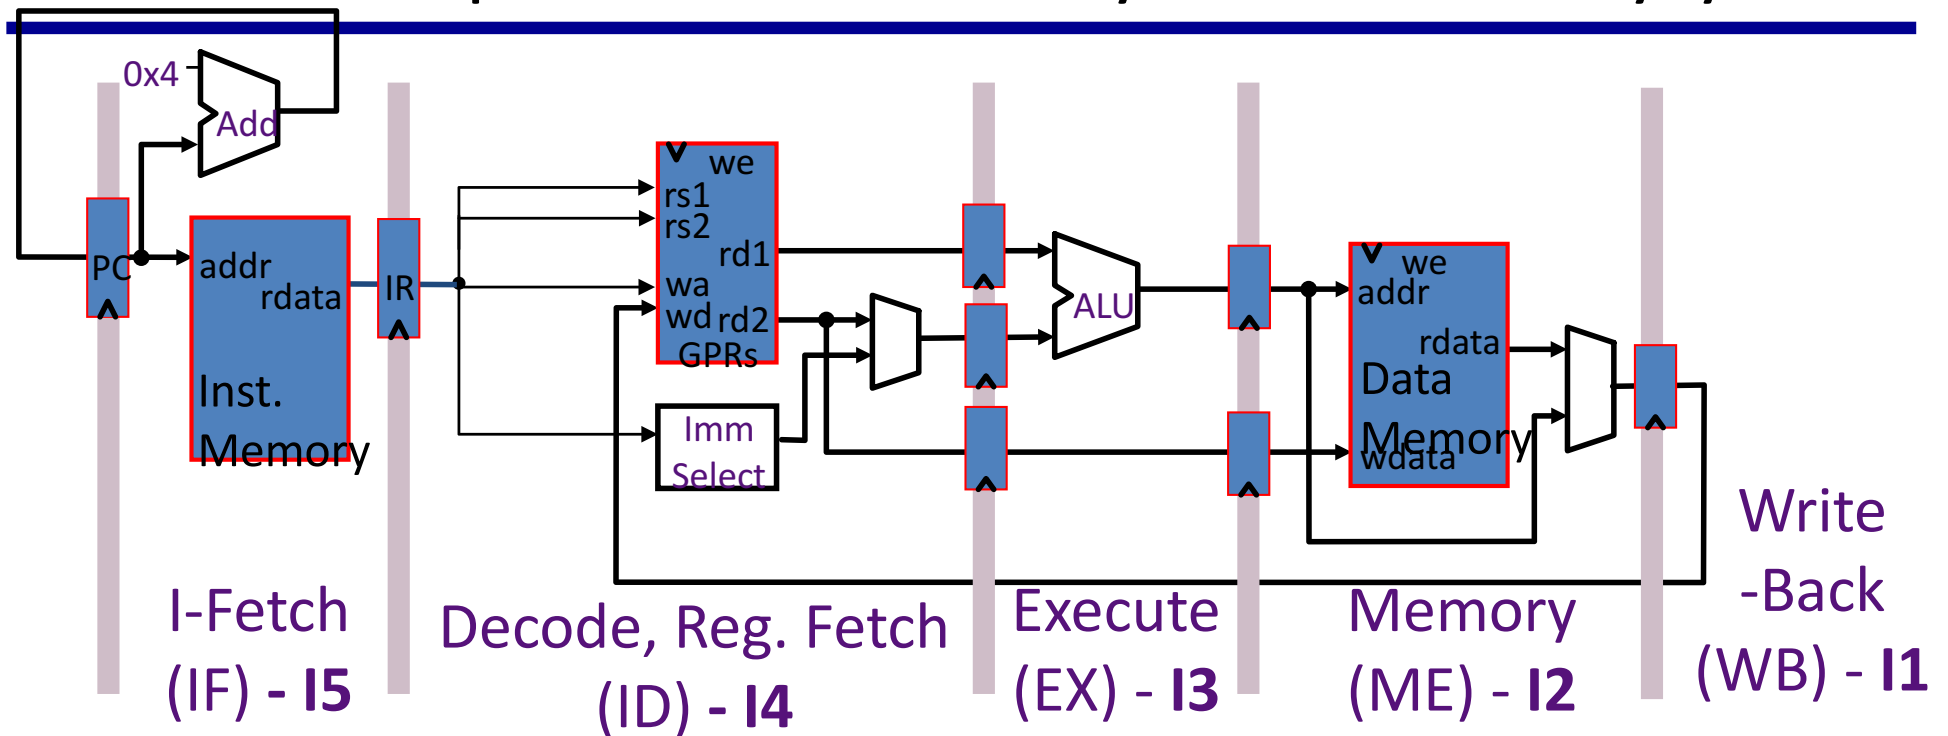 0x4
Add
PC
addr
rdata
Inst.
Memory
IR
we
rs1
rs2
rd1
wa
wd rd2
GPRs
Imm
Select
ALU
we
addr
rdata
Data
Memory
wdata
I-Fetch
(IF) - I5
Decode, Reg. Fetch
(ID) - I4
Execute
(EX) - I3
Memory
(ME) - I2
Write
-Back
(WB) - I1